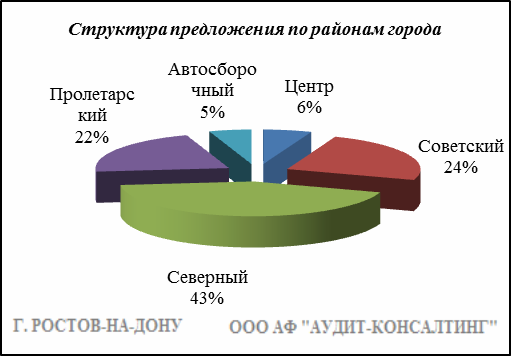 Структура предложения по районам города
Автосборо
чный
5%
Центр
6%
Пролетарс
кий
22%
Советский
24%
Северный
43%
Г. РОСТОВ-НА-ДОНУ
ООО АФ "АУДИТ-КОНСАЛТИНГ"